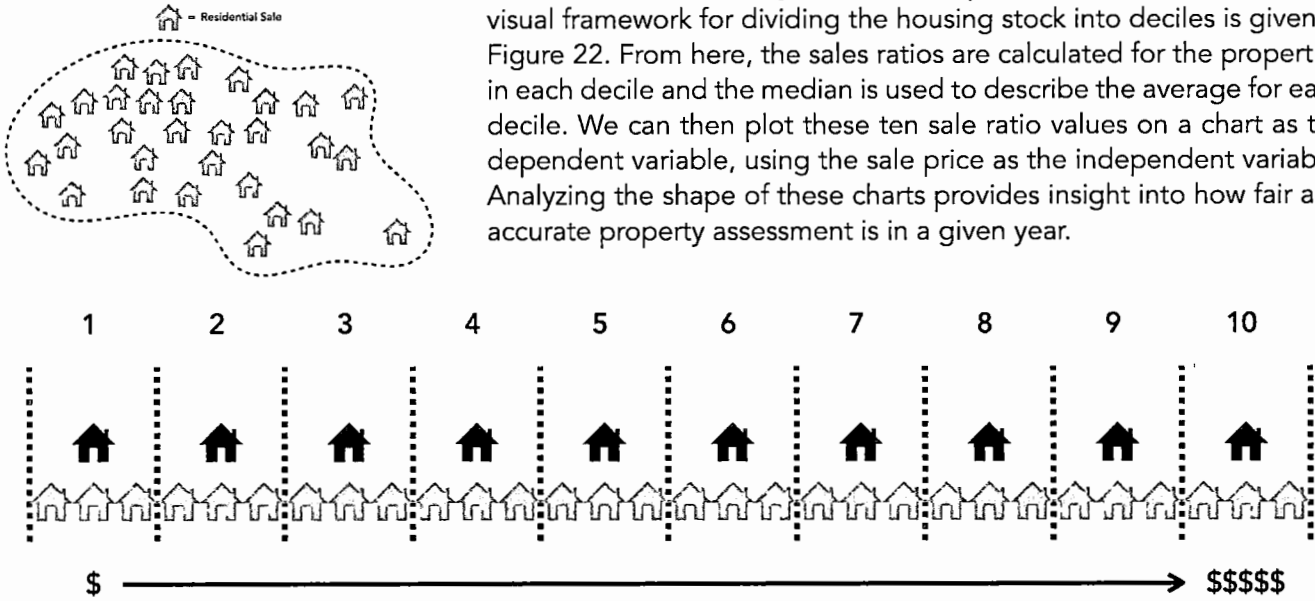 = Residential Sale
visual framework for dividing the housing stock into deciles is given
Figure 22. From here, the sales ratios are calculated for the propert
in each decile and the median is used to describe the average for ea
decile. We can then plot these ten sale ratio values on a chart as t
dependent variable, using the sale price as the independent variab
Analyzing the shape of these charts provides insight into how fair a
accurate property assessment is in a given year.
1 2 3 4 5 6 7 8 9 10
$ $$$$$